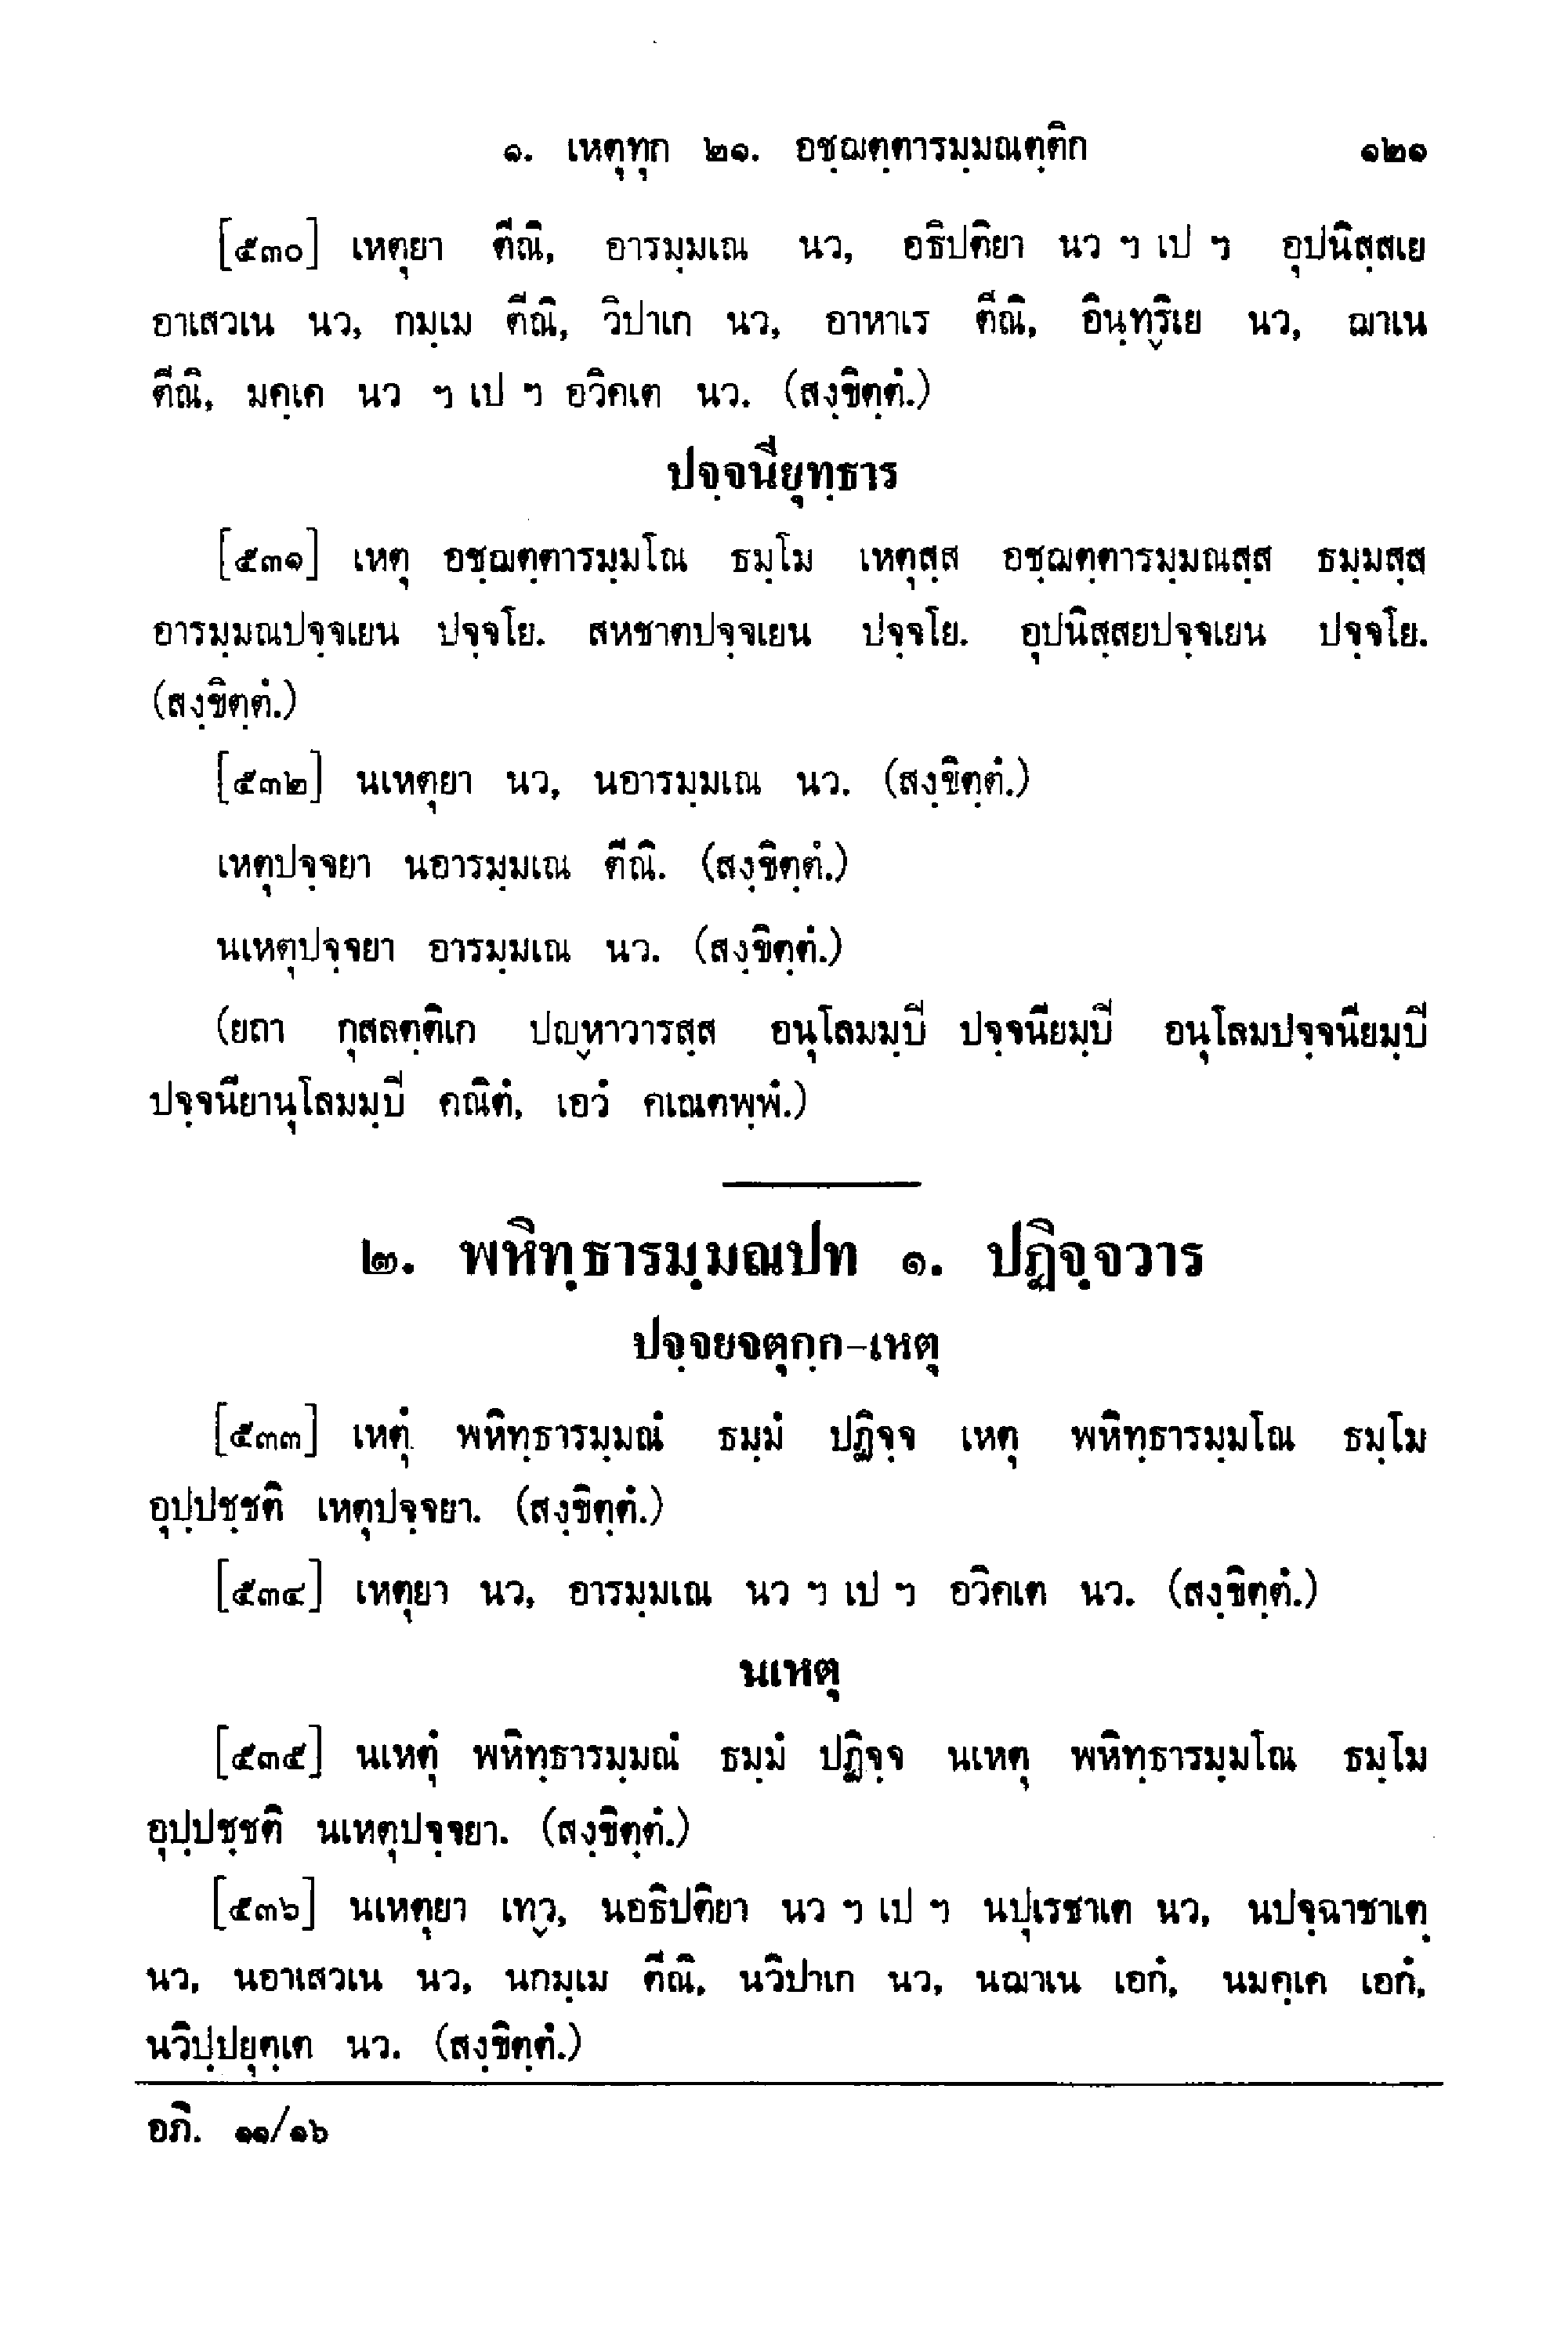 ๑. เหตุทุก ๒๑. อชฺฌตฺตารมฺมณตฺติก ๑๒๑
[๕๓๐] เหตุยา ตีณิ, อารมฺมเณ นว, อธิปติยา นว ฯ เป ฯ อุปนิสฺสเย
อาเสวเน นว, กมฺเม ตีณิ, วิปาเก นว, อาหาเร ตีณิ, อินฺทฺริเย นว, ฌาเน
ตีณิ, มคฺเค นว ฯ เป ฯ อวิคเต นว. (สงฺขิตฺตํ.)
ปจฺจนียุทฺธาร
[๕๓๑] เหตุ อชฺฌตฺตารมฺมโณ ธมฺโม เหตุสฺส อชฺฌตฺตารมฺมณสฺส ธมฺมสฺส
อารมฺมณปจฺจเยน ปจฺจโย. สหชาตปจฺจเยน ปจฺจโย. อุปนิสฺสยปจฺจเยน ปจฺจโย.
(สงฺขิตฺตํ.)
[๕๓๒] นเหตุยา นว, นอารมฺมเณ นว. (สงฺขิตฺตํ.)
เหตุปจฺจยา นอารมฺมเณ ตีณิ. (สงฺขิตฺตํ.)
นเหตุปจฺจยา อารมฺมเณ นว. (สงฺขิตฺตํ.)
(ยถา กุสลตฺติเก ปญฺหาวารสฺส อนุโลมมฺปิ ปจฺจนียมฺปิ อนุโลมปจฺจนียมฺปิ
ปจฺจนียานุโลมมฺปิ คณิตํ, เอวํ คเณตพฺพํ.)
๒. พหิทฺธารมฺมณปท ๑. ปฏิจฺจวาร
ปจฺจยจตุกฺก-เหตุ
[๕๓๓] เหตุํ พหิทฺธารมฺมณํ ธมฺมํ ปฏิจฺจ เหตุ พหิทฺธารมฺมโณ ธมฺโม
อุปฺปชฺชติ เหตุปจฺจยา. (สงฺขิตฺตํ.)
[๕๓๔] เหตุยา นว, อารมฺมเณ นว ฯ เป ฯ อวิคเต นว. (สงฺขิตฺตํ.)
นเหตุ
[๕๓๕] นเหตุํ พหิทฺธารมฺมณํ ธมฺมํ ปฏิจฺจ นเหตุ พหิทฺธารมฺมโณ ธมฺโม
อุปฺปชฺชติ นเหตุปจฺจยา. (สงฺขิตฺตํ.)
[๕๓๖] นเหตุยา เทฺว, นอธิปติยา นว ฯ เป ฯ นปุเรชาเต นว, นปจฺฉาชาเต
นว, นอาเสวเน นว, นกมฺเม ตีณิ, นวิปาเก นว, นฌาเน เอกํ, นมคฺเค เอกํ,
นวิปฺปยุตฺเต นว. (สงฺขิตฺตํ.)
อภิ. ๑๑/๑๖